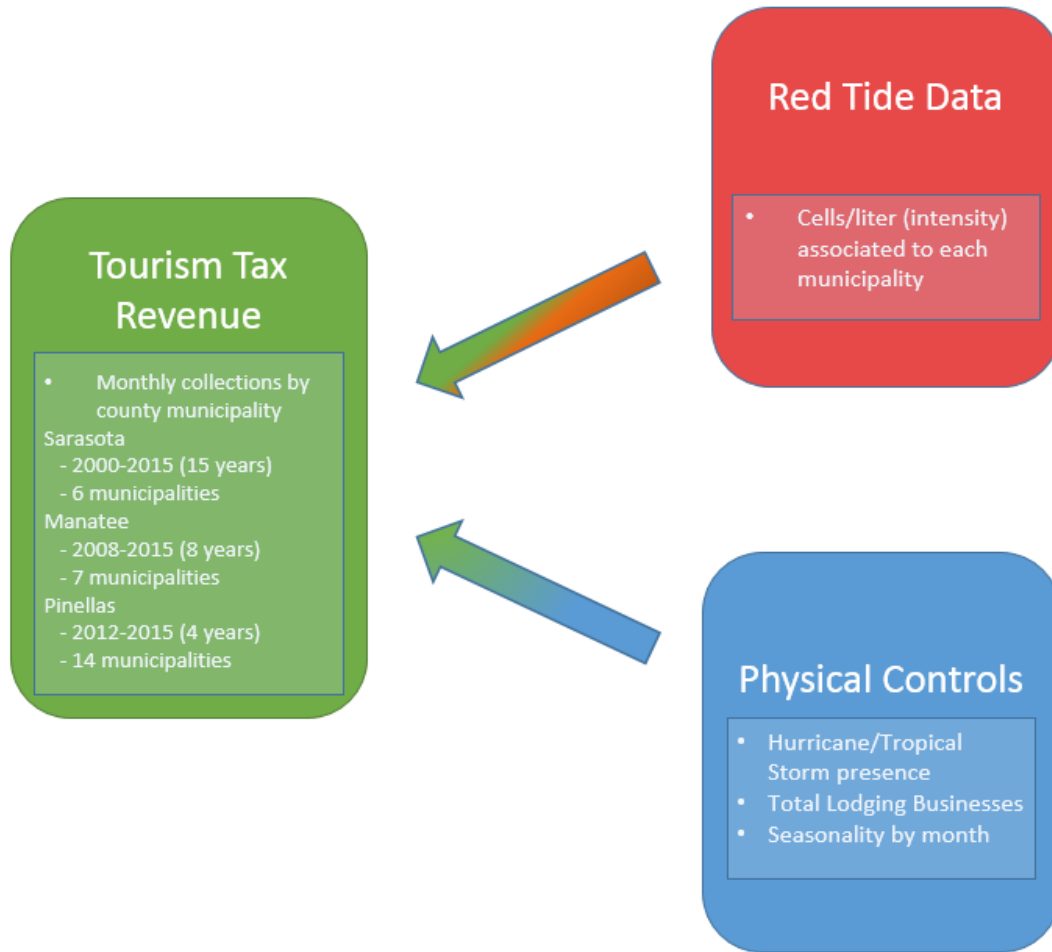 Red Tide Data
• Cells/liter (intensity)
associated to each
municipality
Tourism Tax
Revenue
• Monthly collections by
county municipality
Sarasota
- 2000-2015 (15 years)
- 6 municipalities
Manatee
- 2008-2015 (8 years)
- 7 municipalities
Pinellas
- 2012-2015 (4 years)
- 14 municipalities
Physical Controls
• Hurricane/Tropical
Storm presence
• Total Lodging Businesses
• Seasonality by month